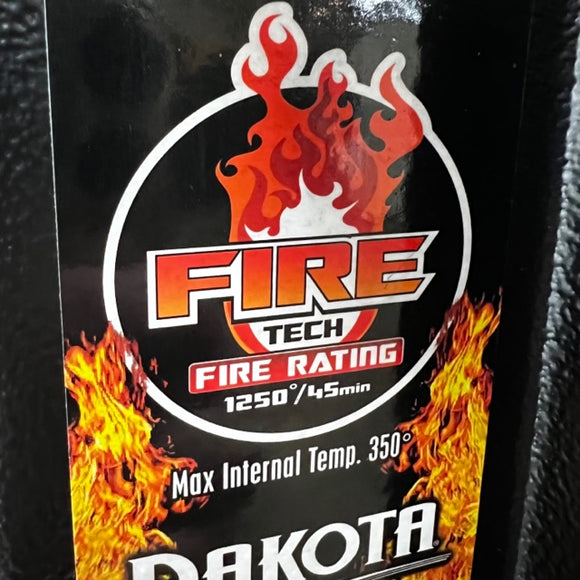 FIRE
TECH
FIRE RATING
1250°/45min
Max Internal Temp. 350°
DAKOTA